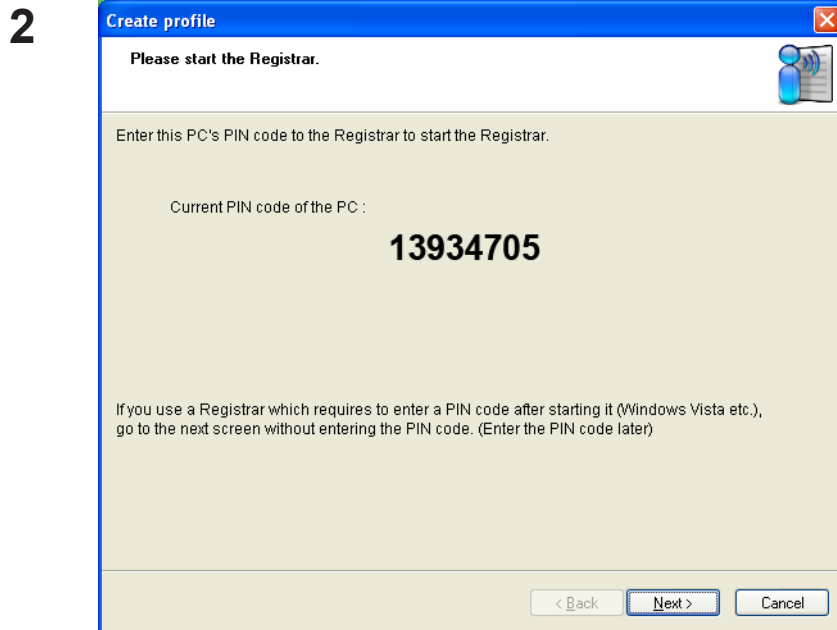 2
Create profile
Please start the Registrar.
Enter this PC's PIN code to the Registrar to start the Registrar.
Current PIN code of the PC :
13934705
If you use a Registrar which requires to enter a PIN code after starting it (Windows Vista etc.),
go to the next screen without entering the PIN code. (Enter the PIN code later)
< Back Next > Cancel